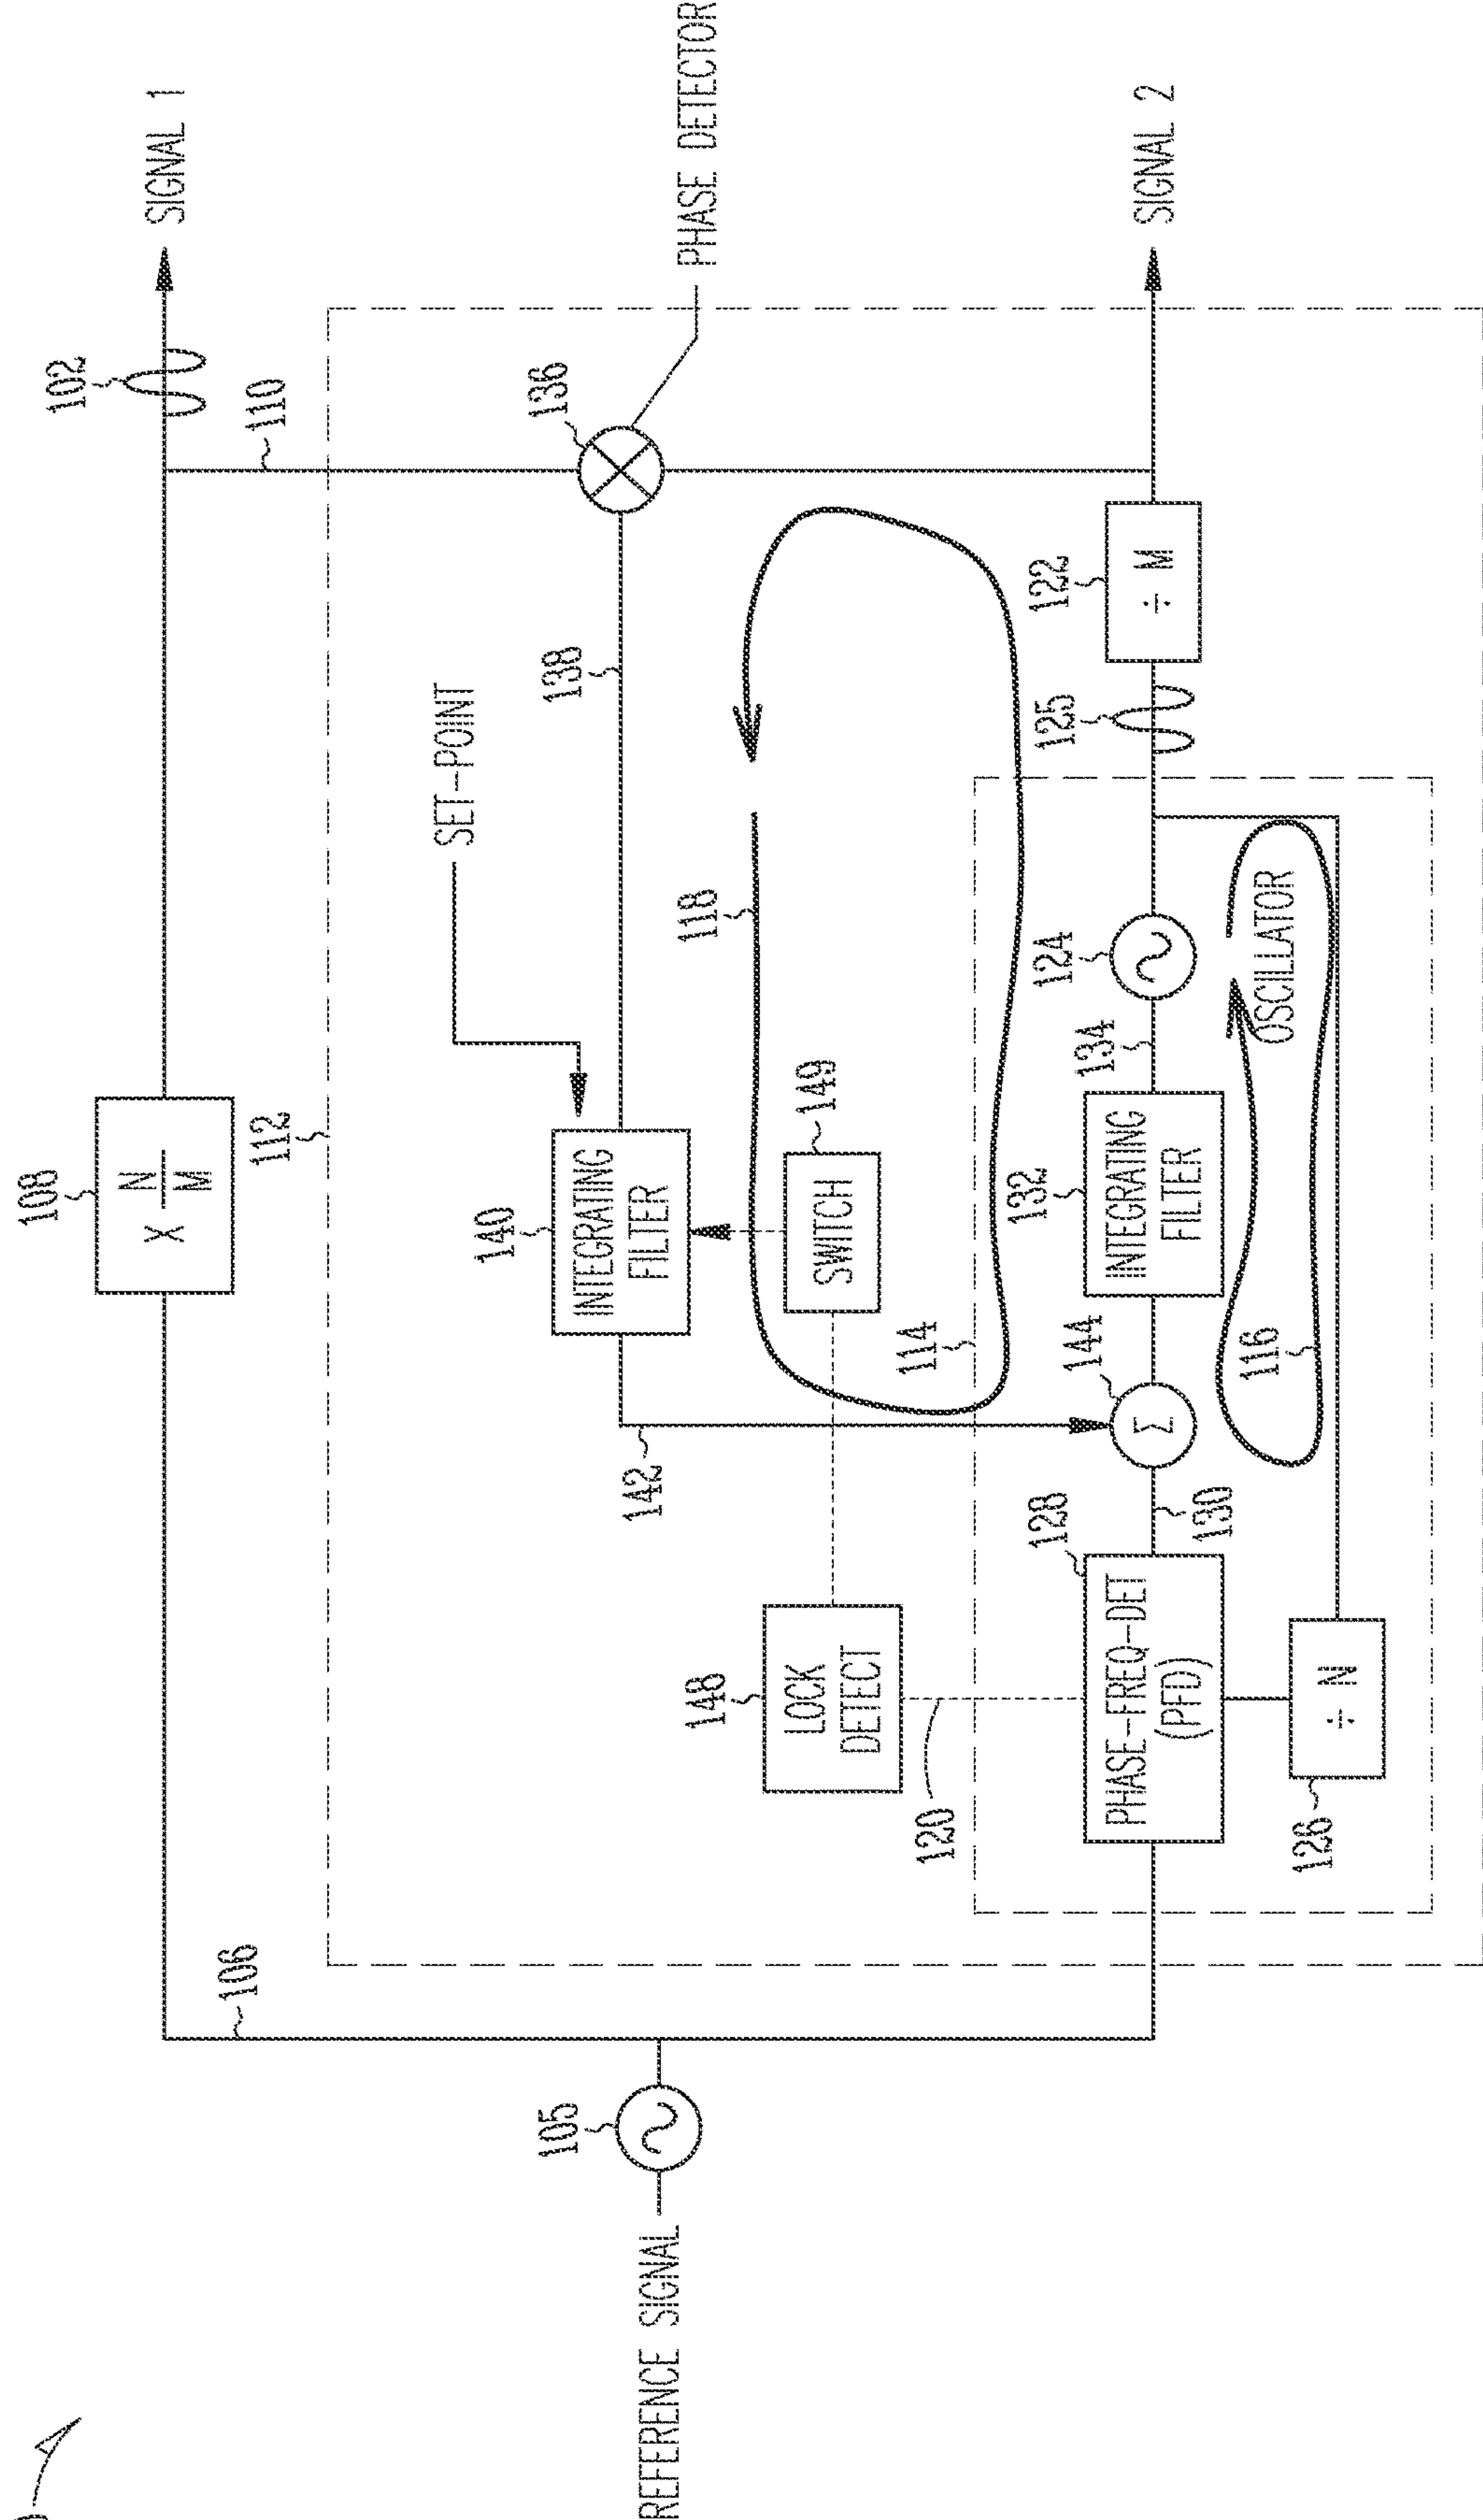 SIGNAL 1
102
110
108
X N
M
112
SET-POINT
138
136
PHASE DETECTOR
140
INTEGRATING
FILTER
118
149
SWITCH
142
148
LOCK
DETECT
120
114
106
105
REFERENCE SIGNAL
128
PHASE-FREQ-DET
(PFD)
130
144
Σ
132
INTEGRATING
FILTER
134
124
OSCILLATOR
125
122
÷ M
SIGNAL 2
116
126
÷ N